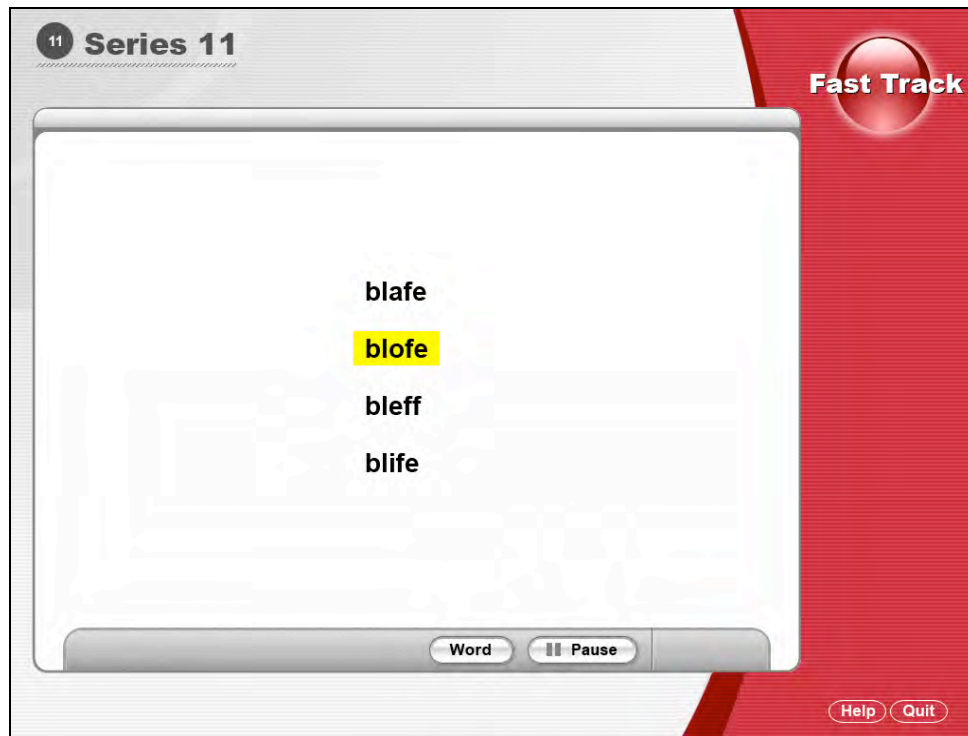 11 Series 11
Fast Track
blafe
blofe
bleff
blife
Word Pause
Help Quit